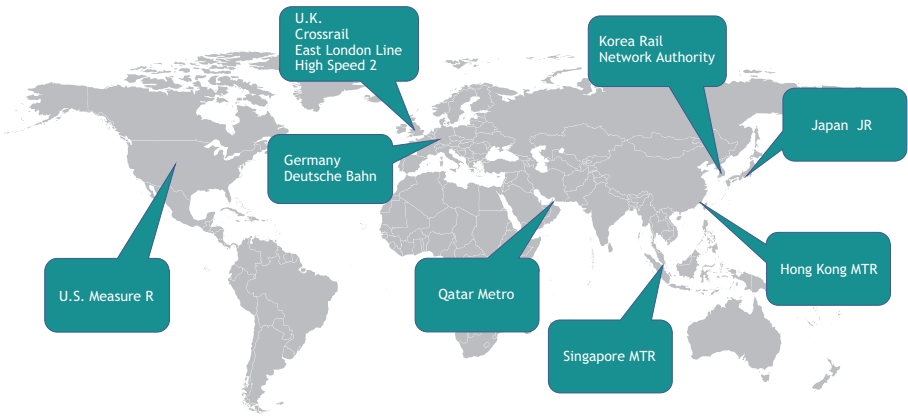 U.K.
Crossrail
East London Line
High Speed 2
Korea Rail
Network Authority
Japan JR
Germany
Deutsche Bahn
U.S. Measure R
Qatar Metro
Hong Kong MTR
Singapore MTR